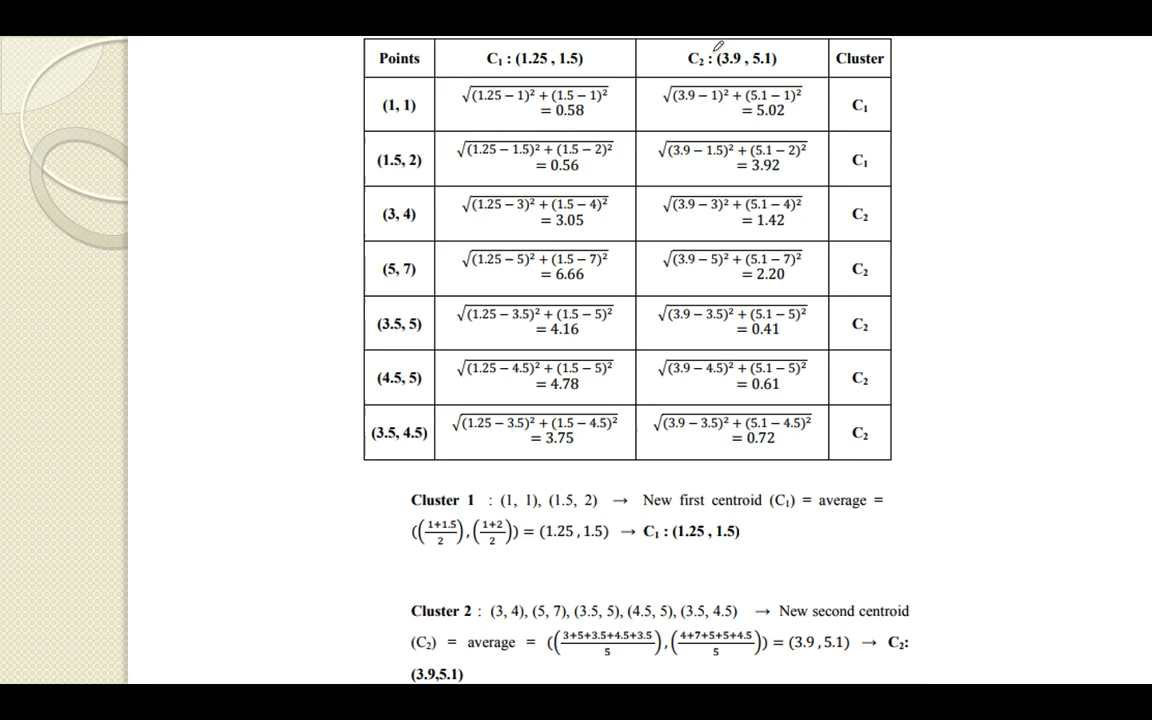 Points C₁ : (1.25 , 1.5) C₂ : (3.9 , 5.1) Cluster
(1, 1) √(1.25 − 1)² + (1.5 − 1)² = 0.58 √(3.9 − 1)² + (5.1 − 1)² = 5.02 C₁
(1.5, 2) √(1.25 − 1.5)² + (1.5 − 2)² = 0.56 √(3.9 − 1.5)² + (5.1 − 2)² = 3.92 C₁
(3, 4) √(1.25 − 3)² + (1.5 − 4)² = 3.05 √(3.9 − 3)² + (5.1 − 4)² = 1.42 C₂
(5, 7) √(1.25 − 5)² + (1.5 − 7)² = 6.66 √(3.9 − 5)² + (5.1 − 7)² = 2.20 C₂
(3.5, 5) √(1.25 − 3.5)² + (1.5 − 5)² = 4.16 √(3.9 − 3.5)² + (5.1 − 5)² = 0.41 C₂
(4.5, 5) √(1.25 − 4.5)² + (1.5 − 5)² = 4.78 √(3.9 − 4.5)² + (5.1 − 5)² = 0.61 C₂
(3.5, 4.5) √(1.25 − 3.5)² + (1.5 − 4.5)² = 3.75 √(3.9 − 3.5)² + (5.1 − 4.5)² = 0.72 C₂
Cluster 1 : (1, 1), (1.5, 2) → New first centroid (C₁) = average =
((1+1.5/2),(1+2/2)) = (1.25 , 1.5) → C₁ : (1.25 , 1.5)
Cluster 2 : (3, 4), (5, 7), (3.5, 5), (4.5, 5), (3.5, 4.5) → New second centroid
(C₂) = average = ((3+5+3.5+4.5+3.5/5),(4+7+5+5+4.5/5)) = (3.9 , 5.1) → C₂:
(3.9,5.1)